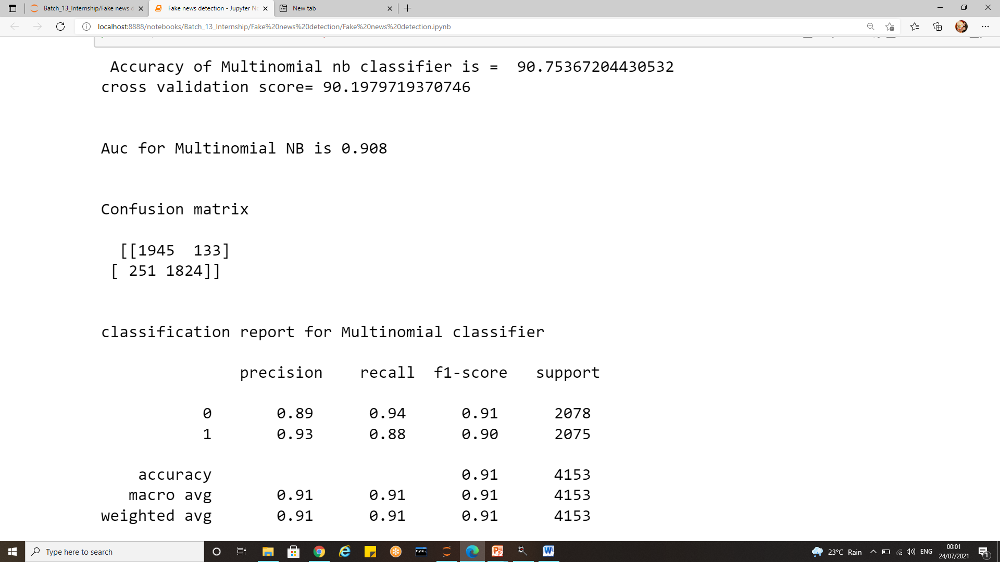 Batch_13_Internship/Fake news d
Fake news detection - Jupyter N
New tab
localhost:8888/notebooks/Batch_13_Internship/Fake%20news%20detection/Fake%20news%20detection.ipynb
Accuracy of Multinomial nb classifier is = 90.75367204430532
cross validation score= 90.1979719370746
Auc for Multinomial NB is 0.908
Confusion matrix
[[1945 133]
[ 251 1824]]
classification report for Multinomial classifier
precision recall f1-score support
0 0.89 0.94 0.91 2078
1 0.93 0.88 0.90 2075
accuracy 0.91 4153
macro avg 0.91 0.91 0.91 4153
weighted avg 0.91 0.91 0.91 4153
Type here to search
23°C Rain
ENG
00:01
24/07/2021
1